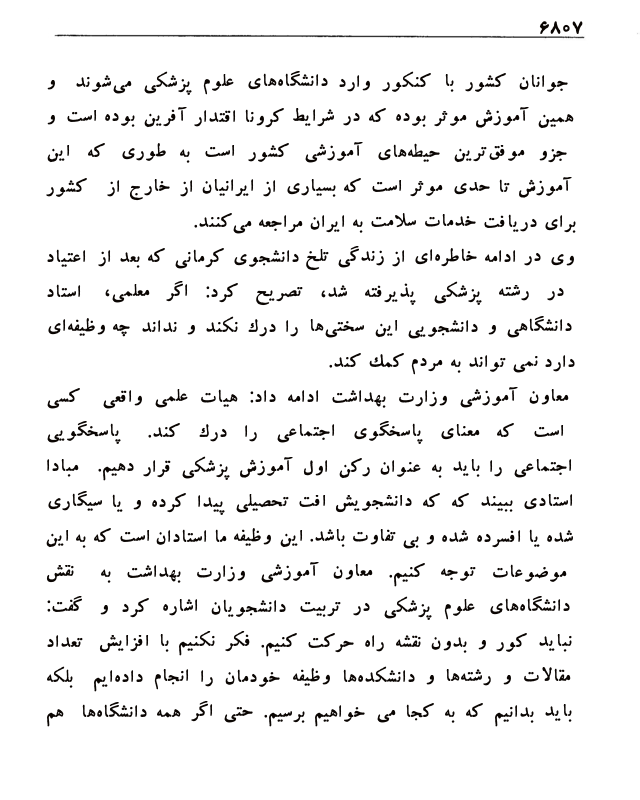 ۶۸۰۷
جوانان کشور با کنکور وارد دانشگاه‌های علوم پزشکی می‌شوند و
همین آموزش موثر بوده که در شرایط کرونا اقتدار آفرین بوده است و
جزو موفق‌ترین حیطه‌های آموزشی کشور است به طوری که این
آموزش تا حدی موثر است که بسیاری از ایرانیان از خارج از کشور
برای دریافت خدمات سلامت به ایران مراجعه می‌کنند.
وی در ادامه خاطره‌ای از زندگی تلخ دانشجوی کرمانی که بعد از اعتیاد
در رشته پزشکی پذیرفته شد، تصریح کرد: اگر معلمی، استاد
دانشگاهی و دانشجویی این سختی‌ها را درك نکند و نداند چه وظیفه‌ای
دارد نمی تواند به مردم کمك کند.
معاون آموزشی وزارت بهداشت ادامه داد: هیات علمی واقعی کسی
است که معنای پاسخگوی اجتماعی را درك کند. پاسخگویی
اجتماعی را باید به عنوان رکن اول آموزش پزشکی قرار دهیم. مبادا
استادی ببیند که که دانشجویش افت تحصیلی پیدا کرده و یا سیگاری
شده یا افسرده شده و بی تفاوت باشد. این وظیفه ما استادان است که به این
موضوعات توجه کنیم. معاون آموزشی وزارت بهداشت به نقش
دانشگاه‌های علوم پزشکی در تربیت دانشجویان اشاره کرد و گفت:
نباید کور و بدون نقشه راه حرکت کنیم. فکر نکنیم با افزایش تعداد
مقالات و رشته‌ها و دانشکده‌ها وظیفه خودمان را انجام داده‌ایم بلکه
باید بدانیم که به کجا می خواهیم برسیم. حتی اگر همه دانشگاه‌ها هم